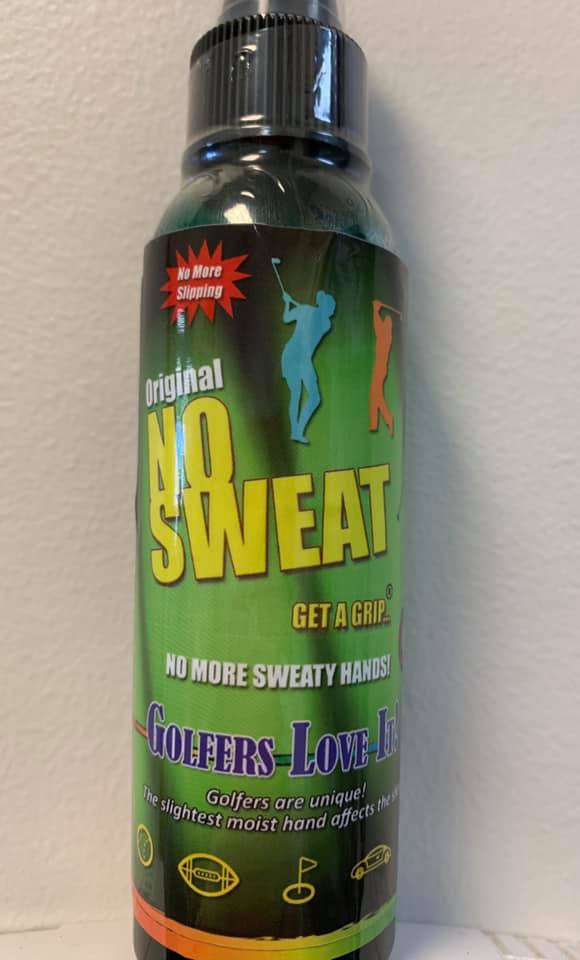 No More
Slipping
Original
NO
SWEAT
GET A GRIP...®
NO MORE SWEATY HANDS!
GOLFERS LOVE IT!
Golfers are unique!
The slightest moist hand affects the